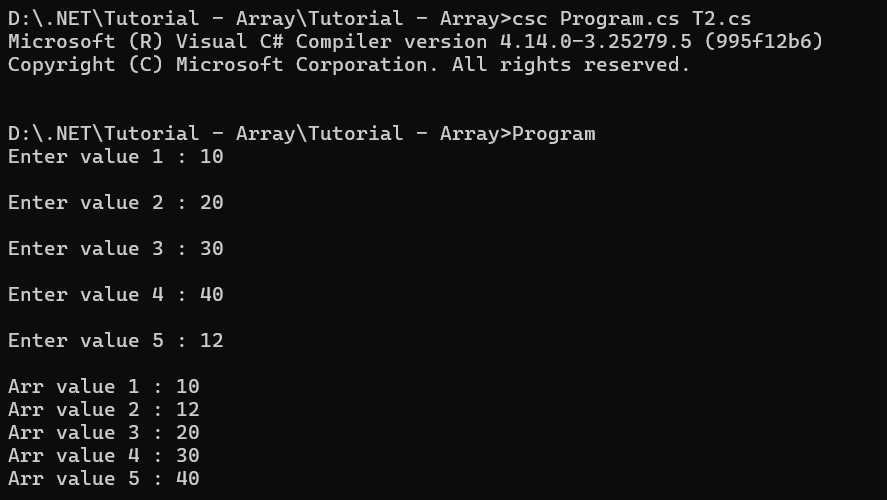 D:\.NET\Tutorial - Array\Tutorial - Array>csc Program.cs T2.cs
Microsoft (R) Visual C# Compiler version 4.14.0-3.25279.5 (995f12b6)
Copyright (C) Microsoft Corporation. All rights reserved.
D:\.NET\Tutorial - Array\Tutorial - Array>Program
Enter value 1 : 10
Enter value 2 : 20
Enter value 3 : 30
Enter value 4 : 40
Enter value 5 : 12
Arr value 1 : 10
Arr value 2 : 12
Arr value 3 : 20
Arr value 4 : 30
Arr value 5 : 40